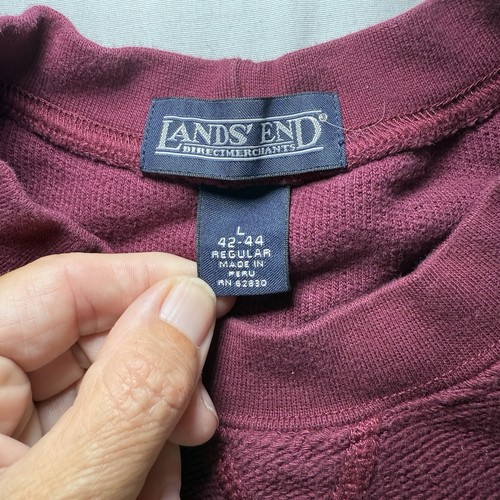 LANDS' END®
DIRECT MERCHANTS
L
42-44
REGULAR
MADE IN
PERU
RN 62830